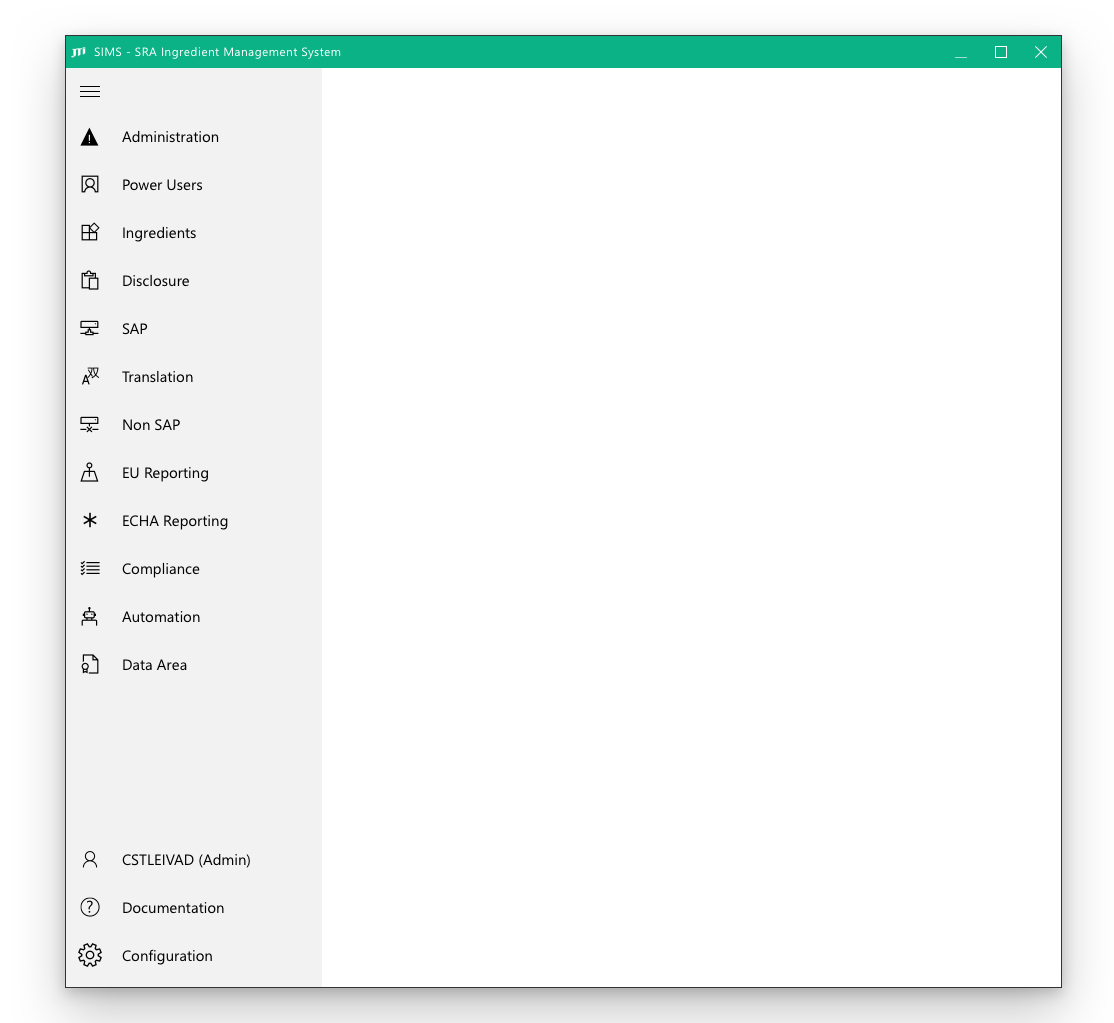 JTI SIMS - SRA Ingredient Management System
Administration
Power Users
Ingredients
Disclosure
SAP
Translation
Non SAP
EU Reporting
ECHA Reporting
Compliance
Automation
Data Area
CSTLEIVAD (Admin)
Documentation
Configuration